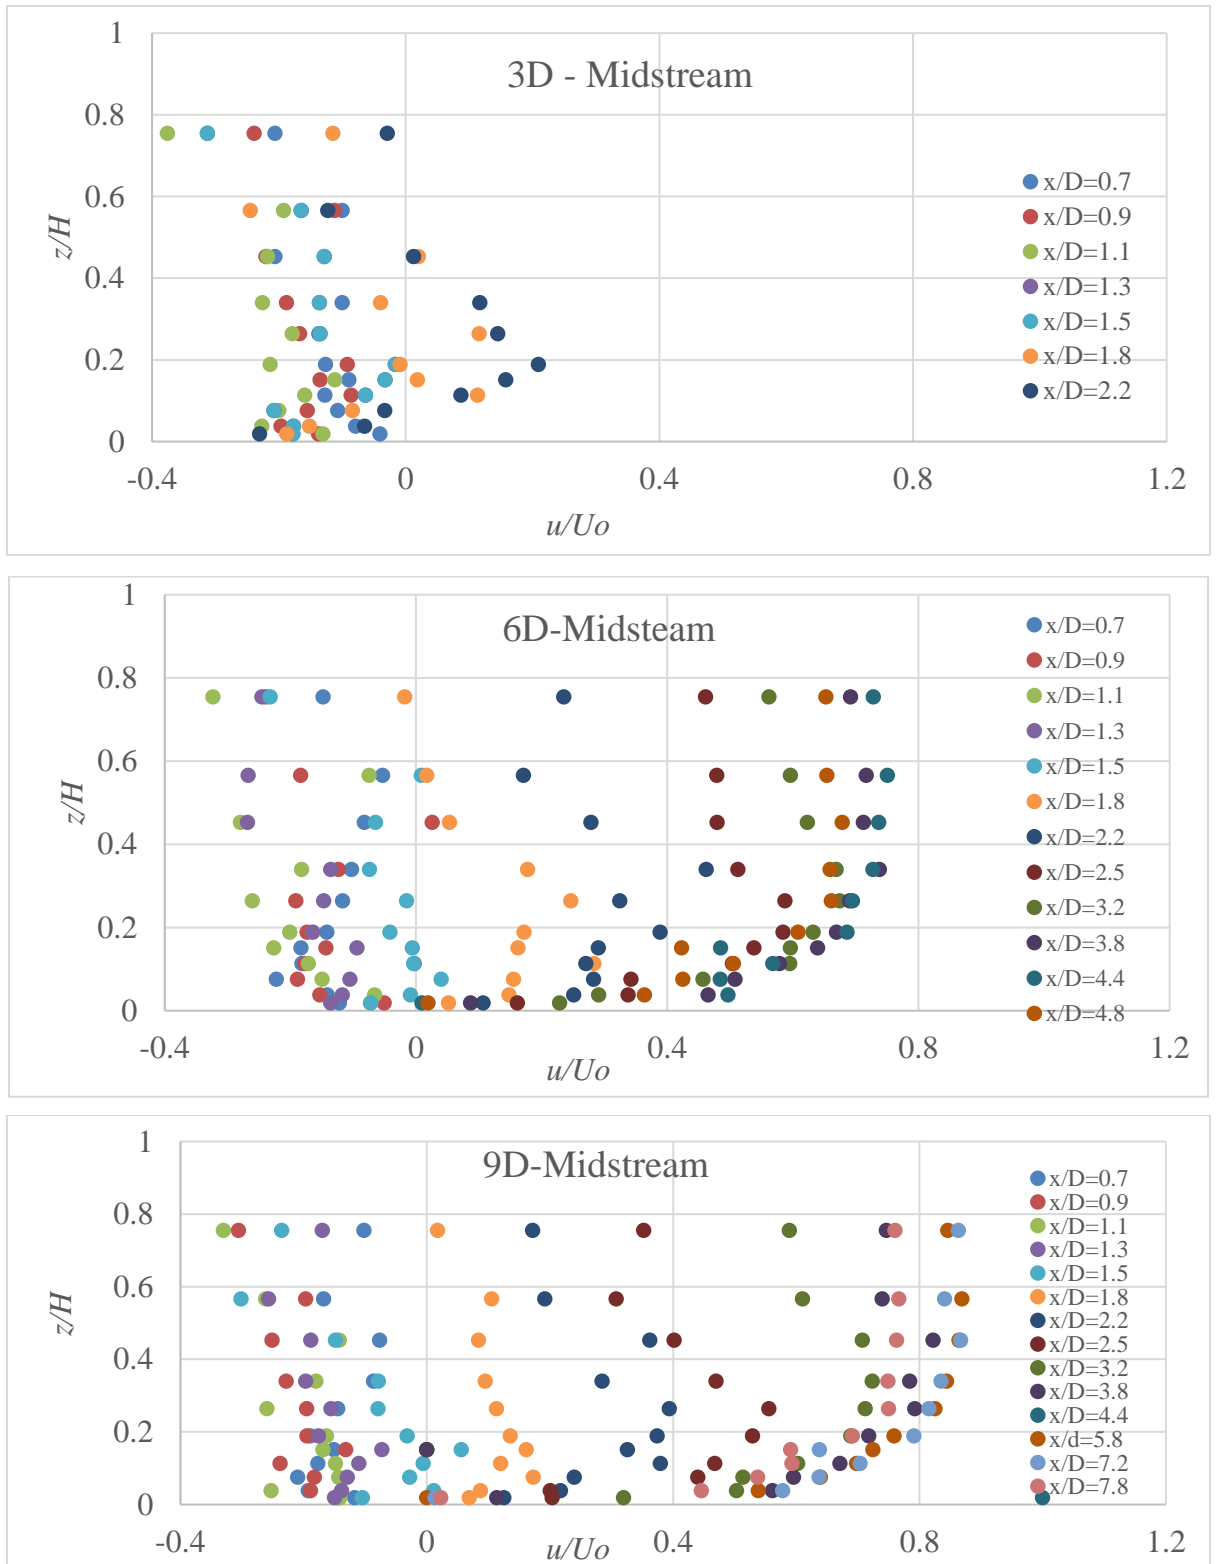 3D - Midstream
1
0.8
0.6
0.4
0.2
0
z/H
-0.4 0 0.4 0.8 1.2
u/Uo
x/D=0.7
x/D=0.9
x/D=1.1
x/D=1.3
x/D=1.5
x/D=1.8
x/D=2.2
6D-Midsteam
1
0.8
0.6
0.4
0.2
0
z/H
-0.4 0 0.4 0.8 1.2
u/Uo
x/D=0.7
x/D=0.9
x/D=1.1
x/D=1.3
x/D=1.5
x/D=1.8
x/D=2.2
x/D=2.5
x/D=3.2
x/D=3.8
x/D=4.4
x/D=4.8
9D-Midstream
1
0.8
0.6
0.4
0.2
0
z/H
-0.4 0 0.4 0.8 1.2
u/Uo
x/D=0.7
x/D=0.9
x/D=1.1
x/D=1.3
x/D=1.5
x/D=1.8
x/D=2.2
x/D=2.5
x/D=3.2
x/D=3.8
x/D=4.4
x/d=5.8
x/D=7.2
x/D=7.8